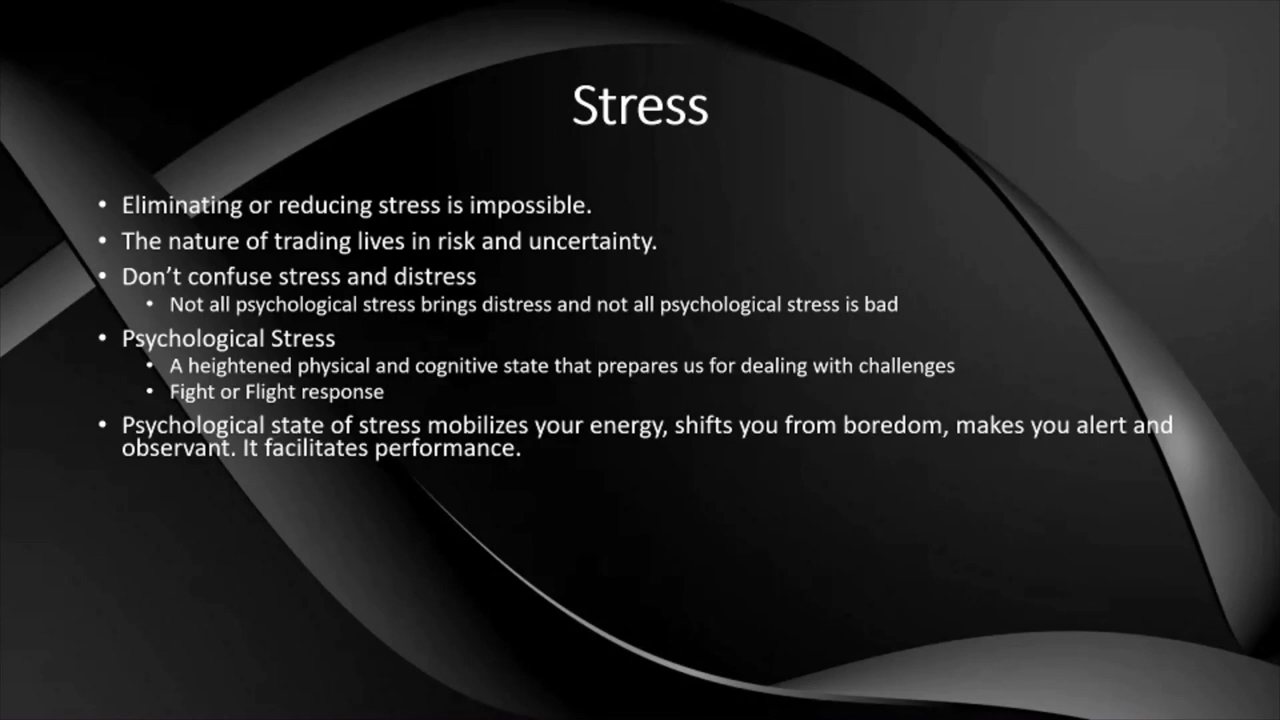 Stress
• Eliminating or reducing stress is impossible.
• The nature of trading lives in risk and uncertainty.
• Don’t confuse stress and distress
• Not all psychological stress brings distress and not all psychological stress is bad
• Psychological Stress
• A heightened physical and cognitive state that prepares us for dealing with challenges
• Fight or Flight response
• Psychological state of stress mobilizes your energy, shifts you from boredom, makes you alert and
observant. It facilitates performance.